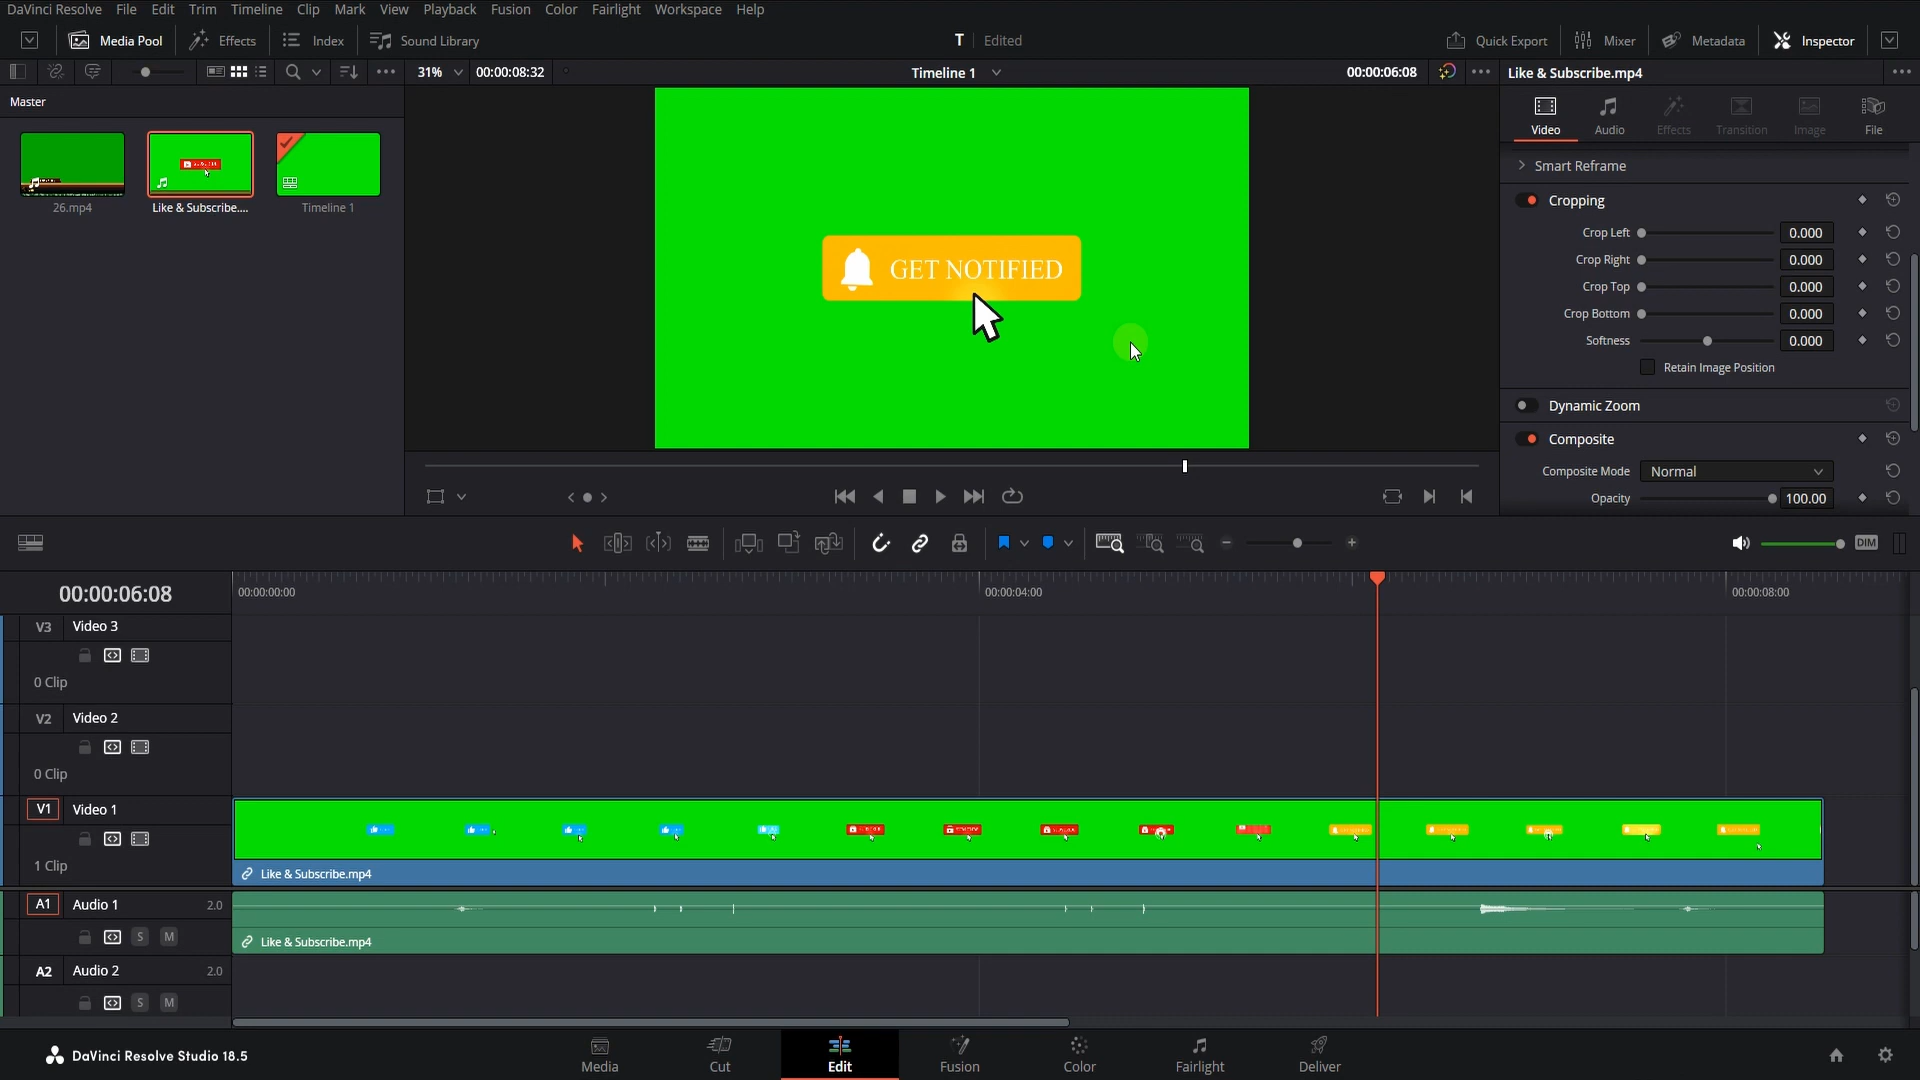 DaVinci Resolve File Edit Trim Timeline Clip Mark View Playback Fusion Color Fairlight Workspace Help
Media Pool Effects Index Sound Library T Edited Quick Export Mixer Metadata Inspector
31% 00:00:08:32 Timeline 1 00:00:06:08 Like & Subscribe.mp4
Master
Video Audio Effects Transition Image File
26.mp4 Like & Subscribe.... Timeline 1
GET NOTIFIED
Smart Reframe
Cropping
Crop Left 0.000
Crop Right 0.000
Crop Top 0.000
Crop Bottom 0.000
Softness 0.000
Retain Image Position
Dynamic Zoom
Composite
Composite Mode Normal
Opacity 100.00
DIM
00:00:06:08 00:00:00:00 00:00:04:00 00:00:08:00
V3 Video 3
0 Clip
V2 Video 2
0 Clip
V1 Video 1
1 Clip
Like & Subscribe.mp4
A1 Audio 1 2.0
S M
Like & Subscribe.mp4
A2 Audio 2 2.0
S M
DaVinci Resolve Studio 18.5 Media Cut Edit Fusion Color Fairlight Deliver